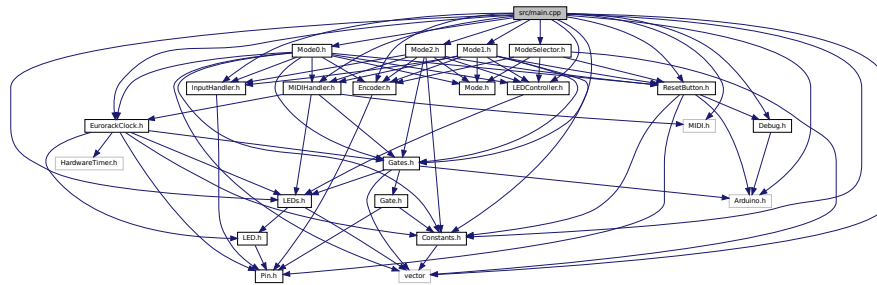 src/main.cpp
Mode0.h
Mode2.h
Mode1.h
ModeSelector.h
InputHandler.h
MIDIHandler.h
Encoder.h
Mode.h
LEDController.h
ResetButton.h
EurorackClock.h
MIDI.h
Debug.h
HardwareTimer.h
Gates.h
LEDs.h
Gate.h
Arduino.h
LED.h
Constants.h
Pin.h
vector